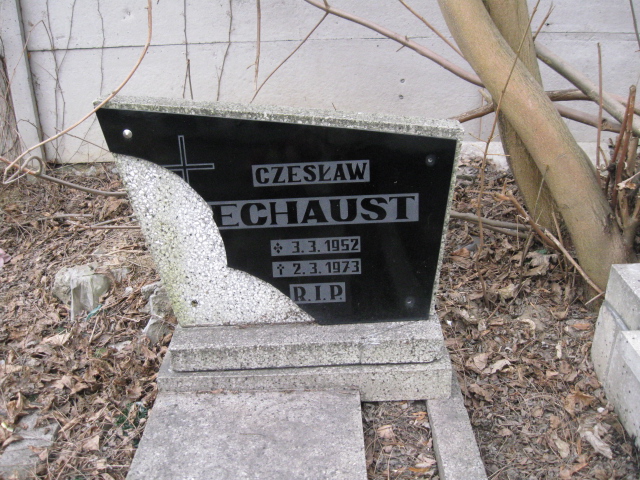 CZESŁAW
ECHAUST
3.3.1952
2.3.1973
R.I.P.